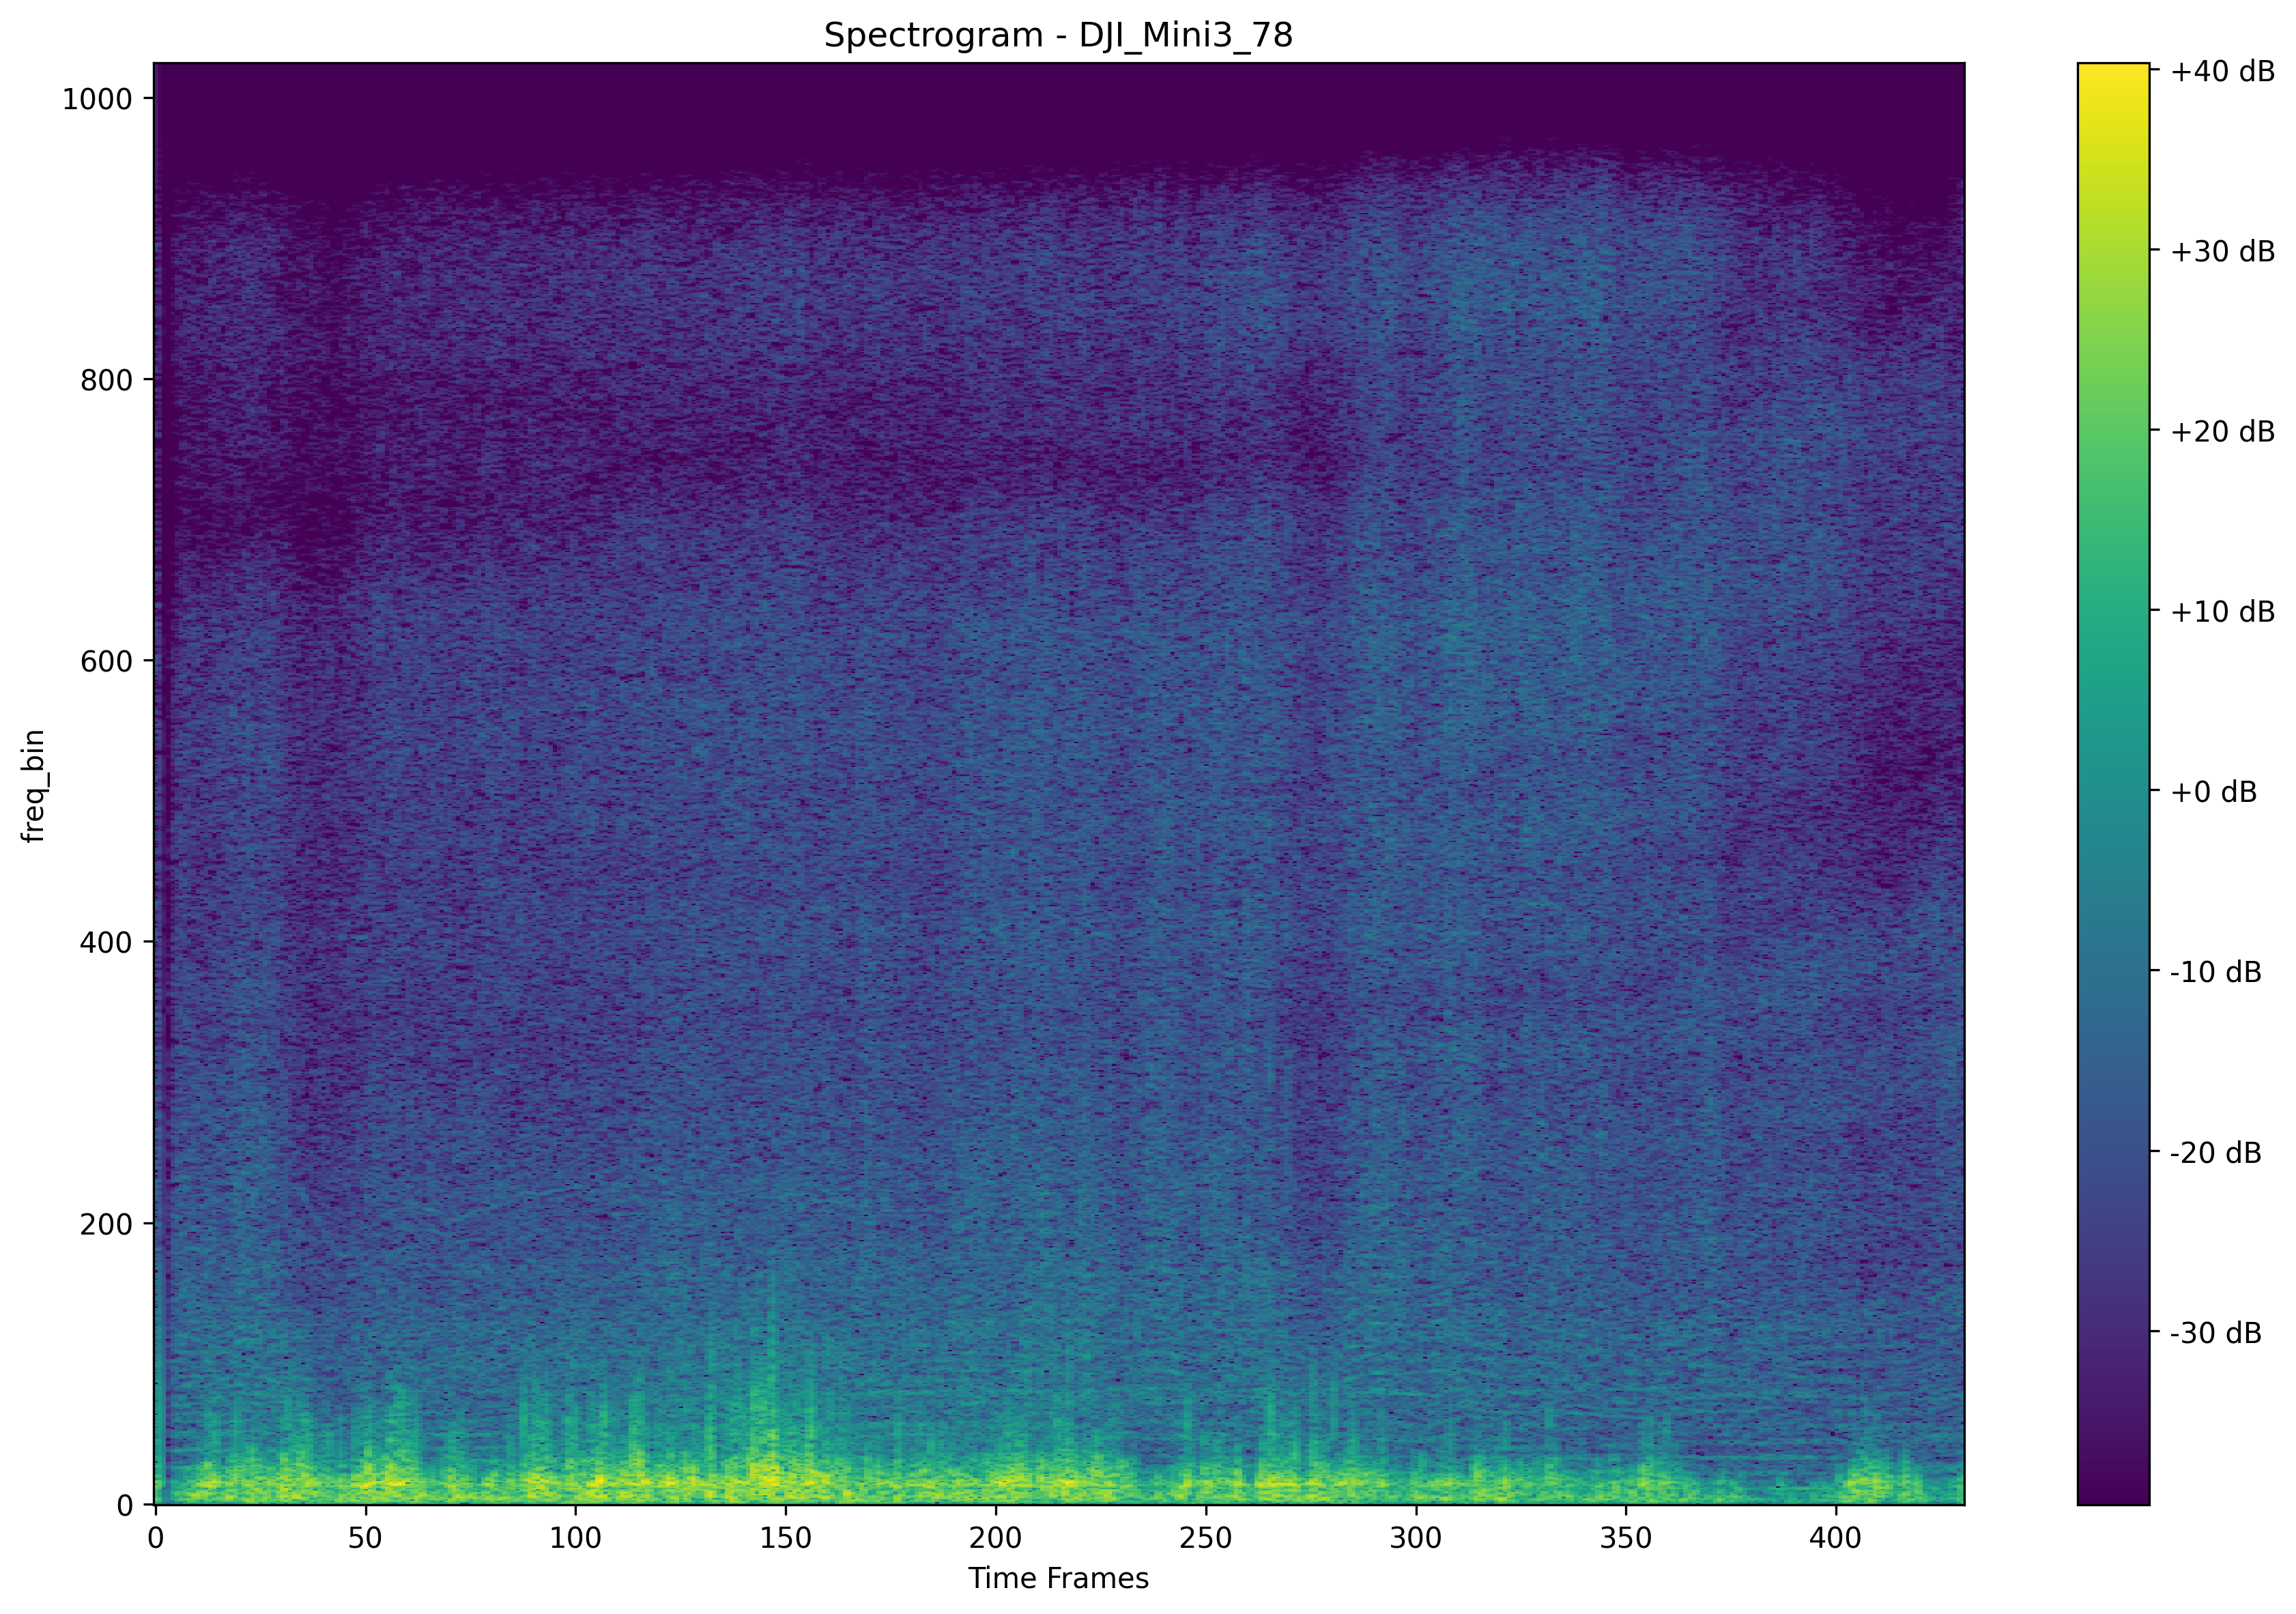 Spectrogram - DJI_Mini3_78
1000
800
600
400
200
0
freq_bin
0 50 100 150 200 250 300 350 400
Time Frames
+40 dB
+30 dB
+20 dB
+10 dB
+0 dB
-10 dB
-20 dB
-30 dB